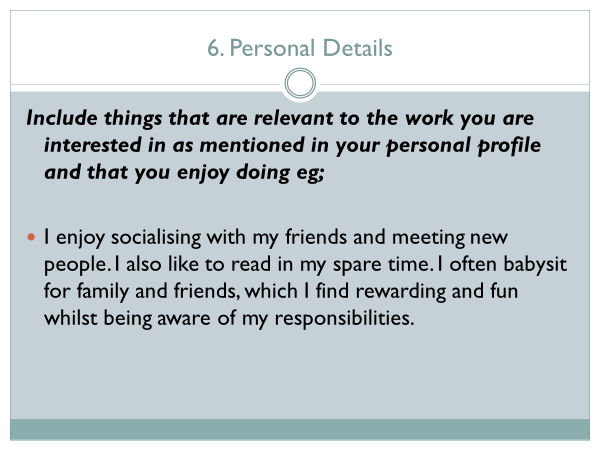 6. Personal Details
Include things that are relevant to the work you are
interested in as mentioned in your personal profile
and that you enjoy doing eg;
• I enjoy socialising with my friends and meeting new
people. I also like to read in my spare time. I often babysit
for family and friends, which I find rewarding and fun
whilst being aware of my responsibilities.